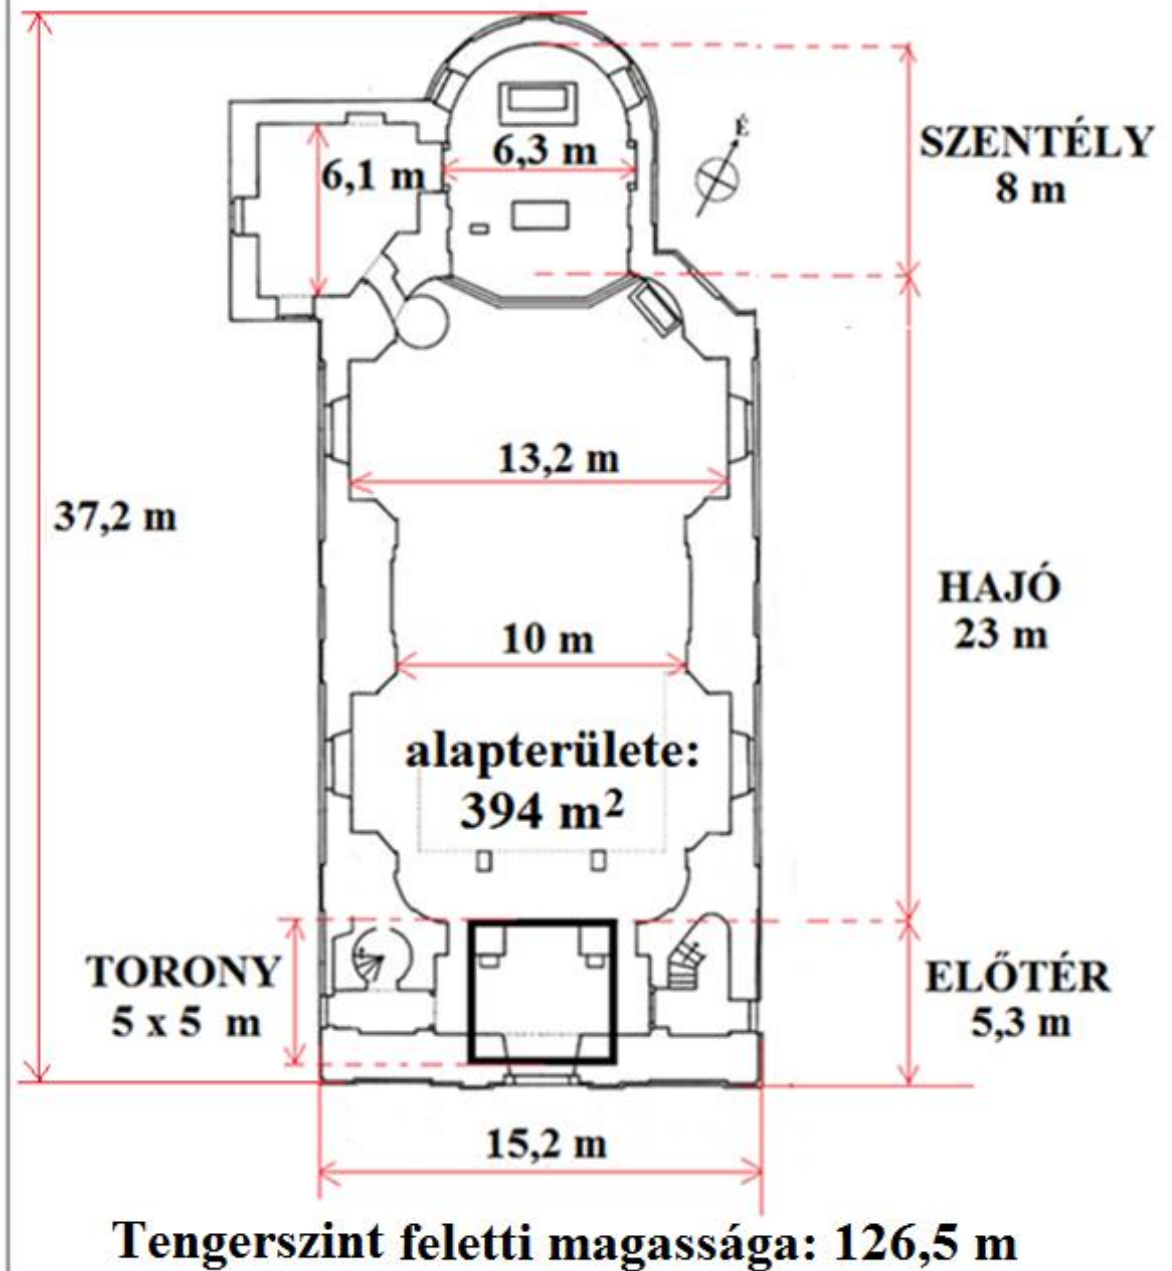 É
SZENTÉLY
8 m
6,3 m
6,1 m
13,2 m
37,2 m
HAJÓ
23 m
10 m
alapterülete:
394 m²
TORONY
5 x 5 m
ELŐTÉR
5,3 m
15,2 m
Tengerszint feletti magassága: 126,5 m